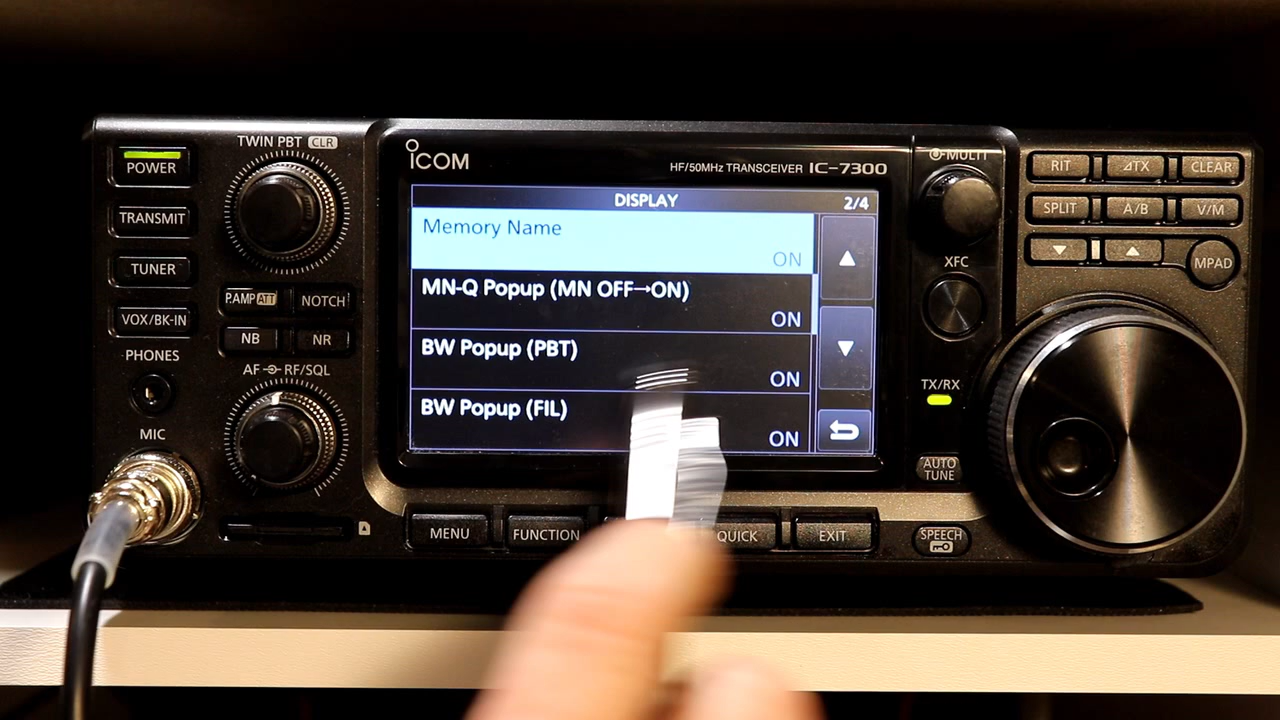 TWIN PBT CLR
POWER
TRANSMIT
TUNER
VOX/BK-IN
P.AMP ATT
NOTCH
NB
NR
AF RF/SQL
PHONES
MIC
ICOM
HF/50MHz TRANSCEIVER IC-7300
DISPLAY 2/4
Memory Name
ON
MN-Q Popup (MN OFF→ON)
ON
BW Popup (PBT)
ON
BW Popup (FIL)
ON
MENU
FUNCTION
QUICK
EXIT
MULTI
XFC
TX/RX
AUTO
TUNE
SPEECH
RIT
⊿TX
CLEAR
SPLIT
A/B
V/M
MPAD